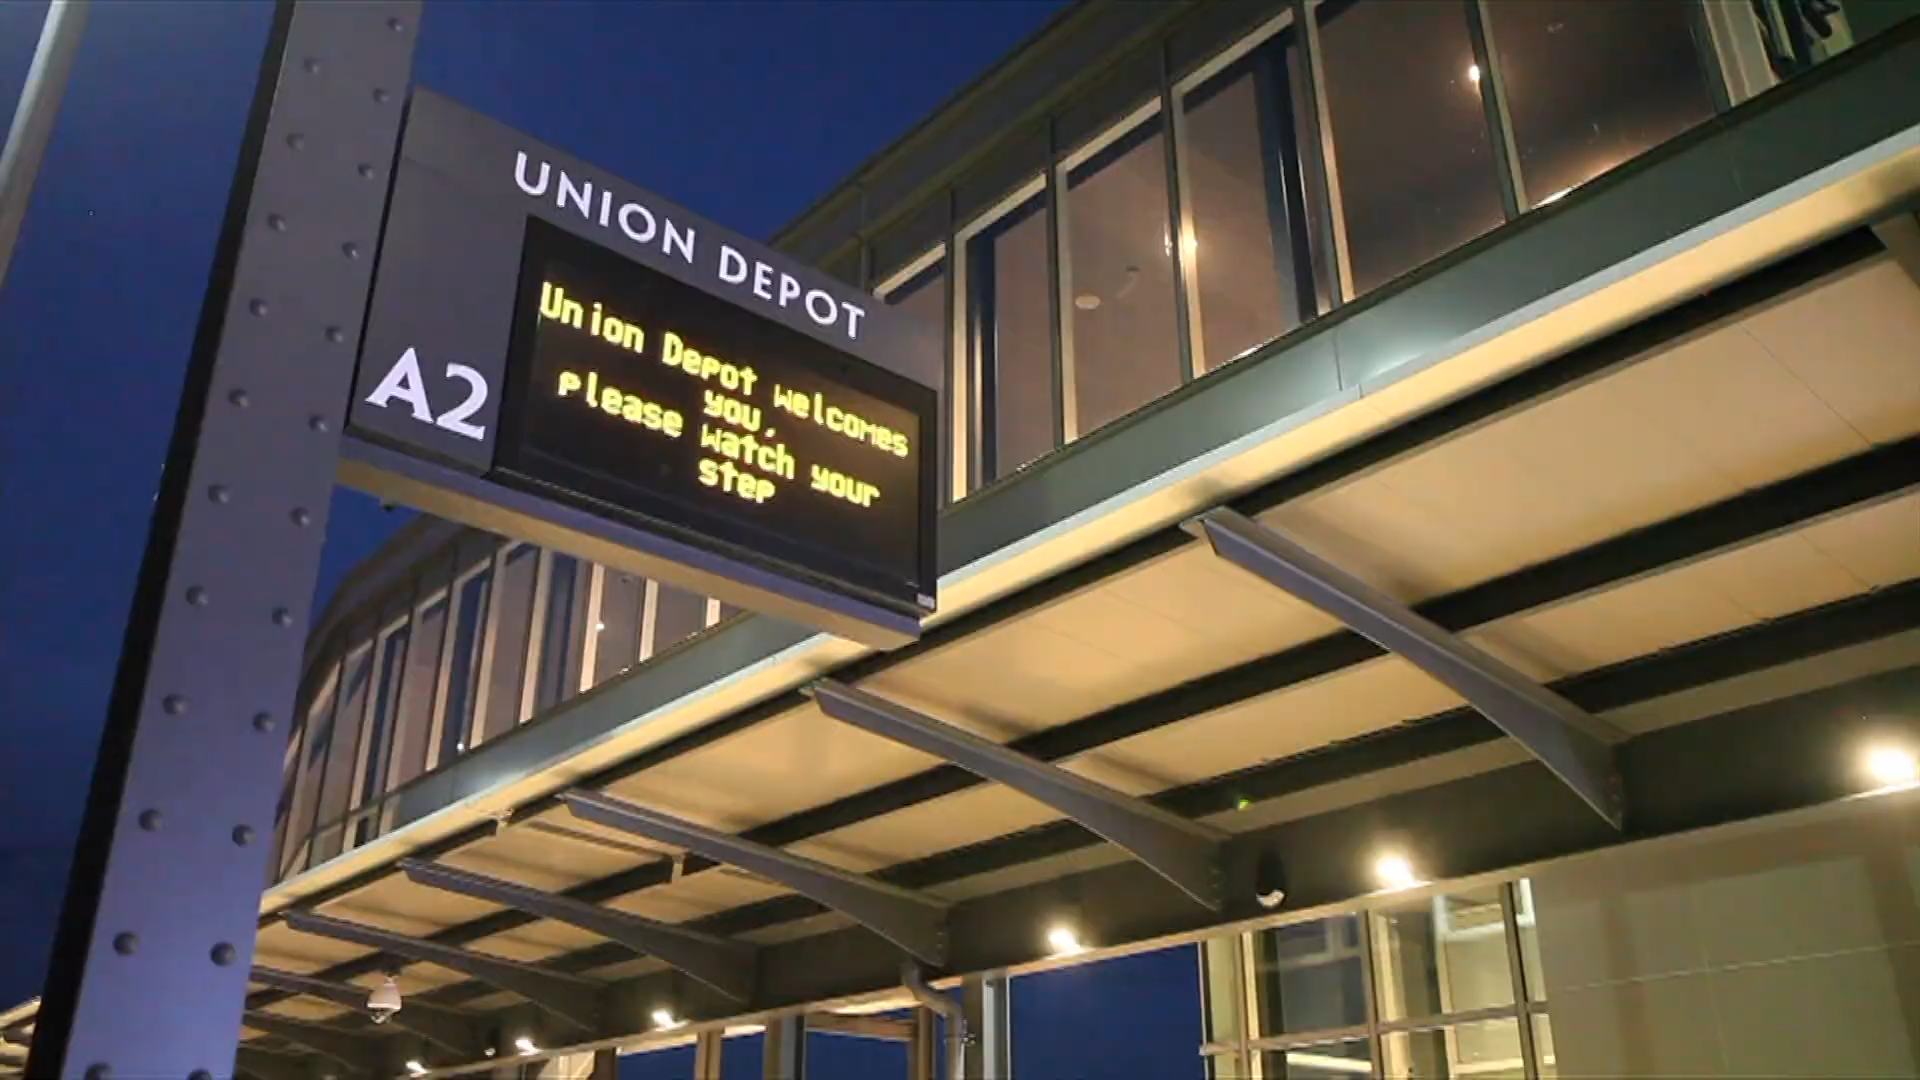 UNION DEPOT
A2
Union Depot welcomes
you,
please watch your
step